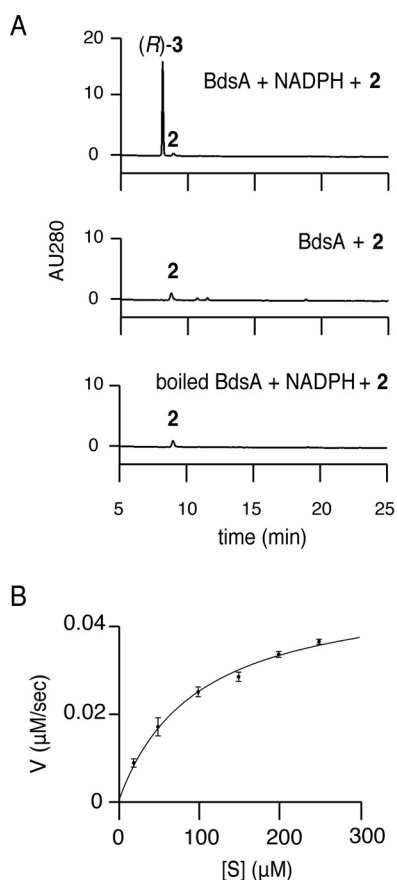 A
20
(R)-3
BdsA + NADPH + 2
10
2
0
10
BdsA + 2
AU280
2
0
boiled BdsA + NADPH + 2
10
2
0
5 10 15 20 25
time (min)
B
0.04
0.02
V (μM/sec)
0
0 100 200 300
[S] (μM)